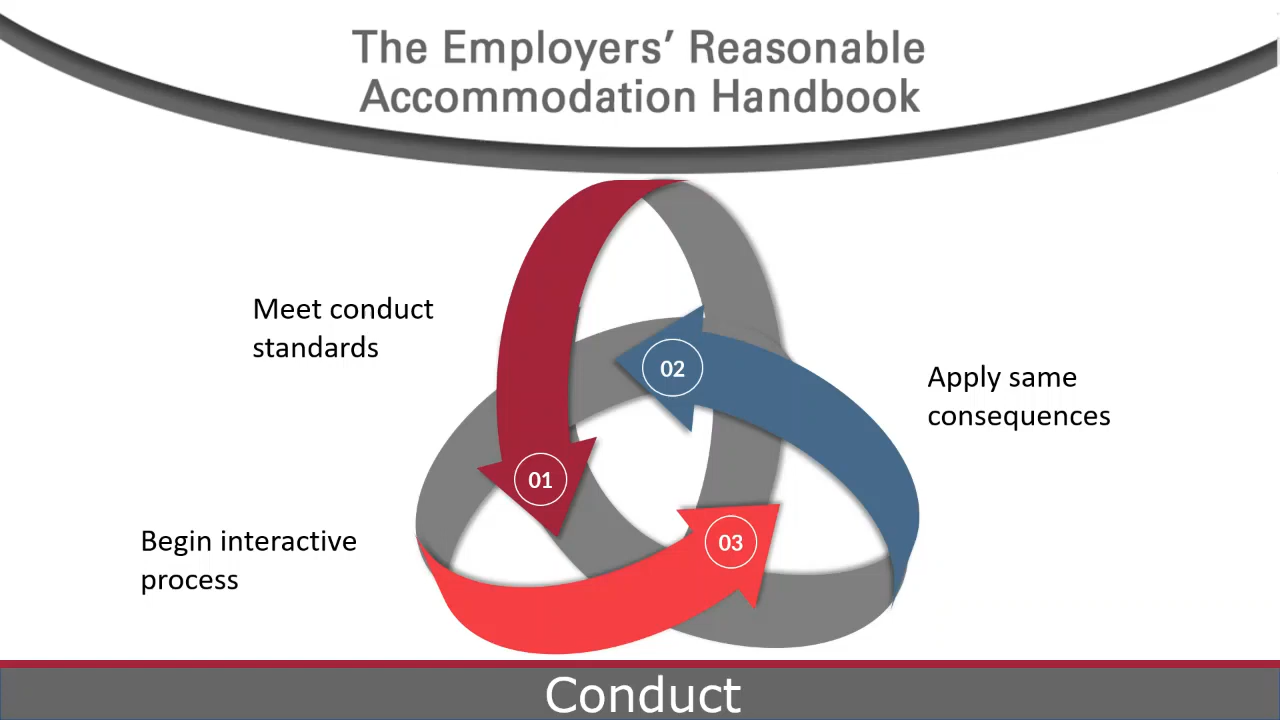 The Employers’ Reasonable
Accommodation Handbook
Meet conduct
standards
01
02
Apply same
consequences
03
Begin interactive
process
Conduct